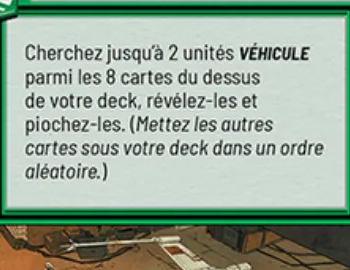 Cherchez jusqu'à 2 unités VÉHICULE
parmi les 8 cartes du dessus
de votre deck, révélez-les et
piochez-les. (Mettez les autres
cartes sous votre deck dans un ordre
aléatoire.)